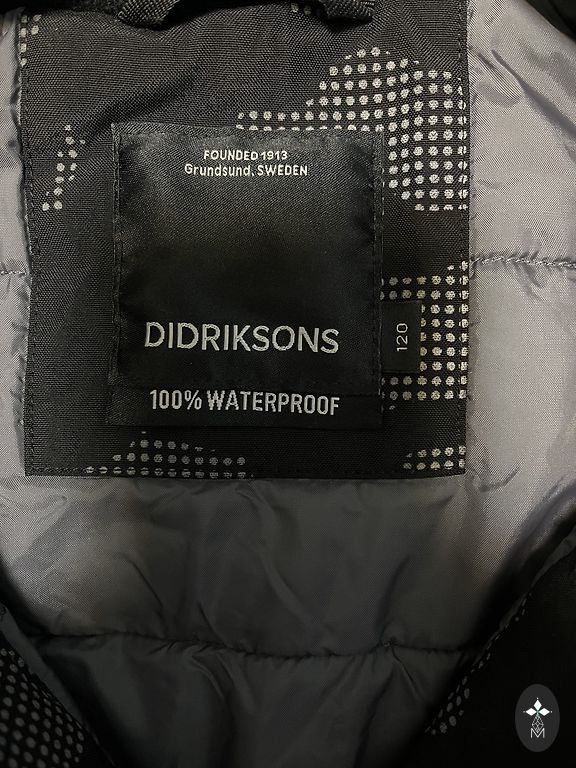 FOUNDED 1913
Grundsund, SWEDEN
DIDRIKSONS
120
100% WATERPROOF